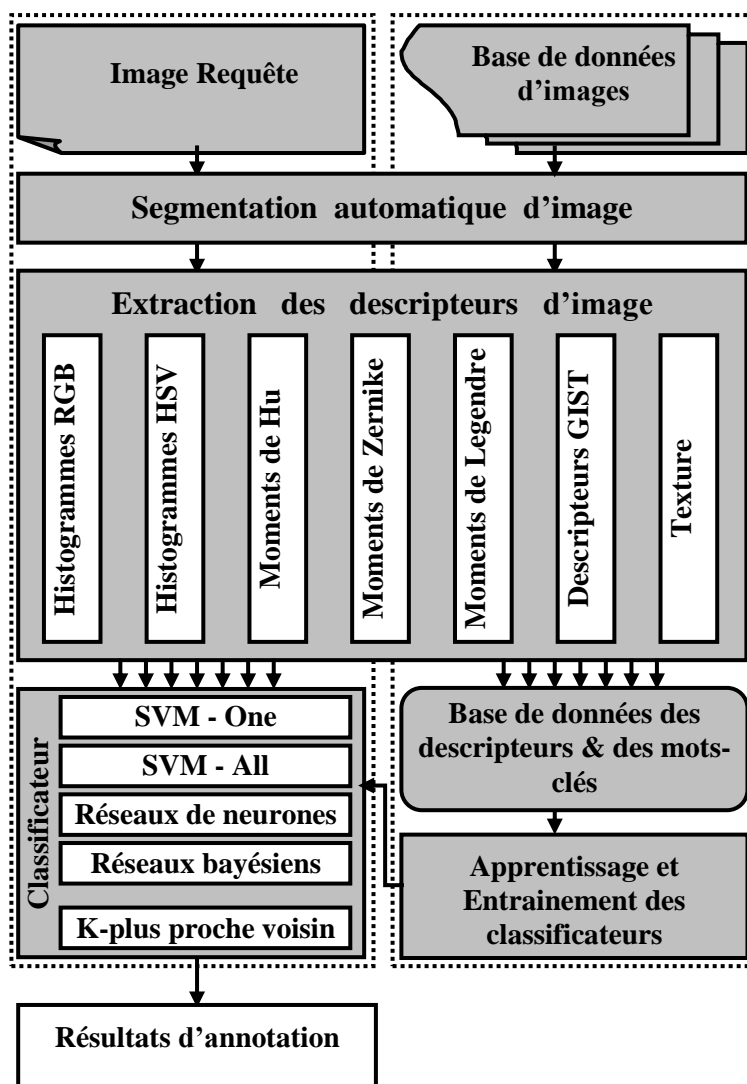 Image Requête
Base de données
d'images
Segmentation automatique d'image
Extraction des descripteurs d'image
Histogrammes RGB
Histogrammes HSV
Moments de Hu
Moments de Zernike
Moments de Legendre
Descripteurs GIST
Texture
Classificateur
SVM - One
SVM - All
Réseaux de neurones
Réseaux bayésiens
K-plus proche voisin
Base de données des
descripteurs & des mots-
clés
Apprentissage et
Entrainement des
classificateurs
Résultats d'annotation